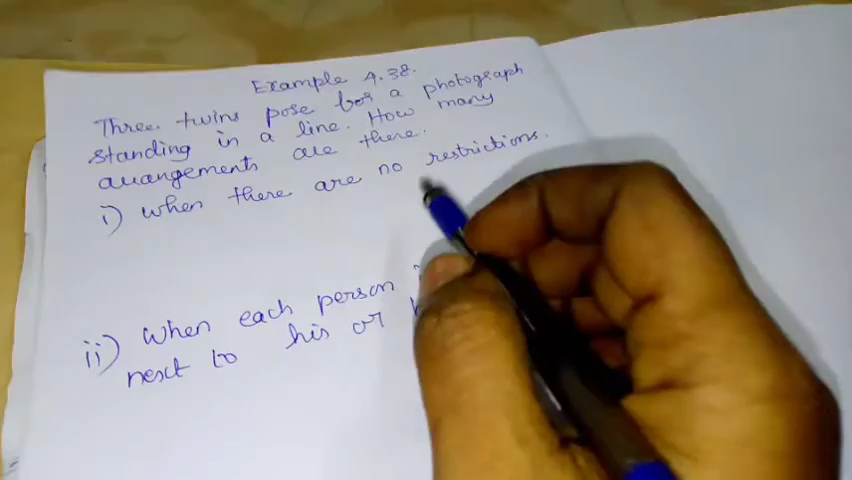 Example 4.38.
Three twins pose for a photograph
standing in a line. How many
arrangements are there.
i) when there are no restrictions.
ii) when each person
next to his or